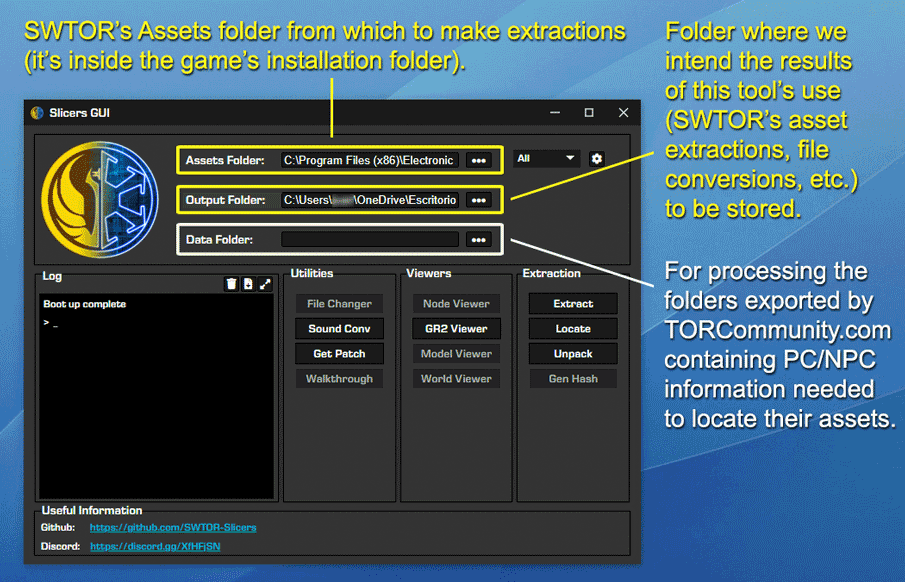 SWTOR's Assets folder from which to make extractions
(it's inside the game's installation folder).
Folder where we
intend the results
of this tool's use
(SWTOR's asset
extractions, file
conversions, etc.)
to be stored.
For processing the
folders exported by
TORCommunity.com
containing PC/NPC
information needed
to locate their assets.
Slicers GUI
Assets Folder: C:\Program Files (x86)\Electronic ••• All
Output Folder: C:\Users\ \OneDrive\Escritorio •••
Data Folder: •••
Log
Boot up complete
> _
Utilities
File Changer
Sound Conv
Get Patch
Walkthrough
Viewers
Node Viewer
GR2 Viewer
Model Viewer
World Viewer
Extraction
Extract
Locate
Unpack
Gen Hash
Useful Information
Github: https://github.com/SWTOR-Slicers
Discord: https://discord.gg/XfHFjSN